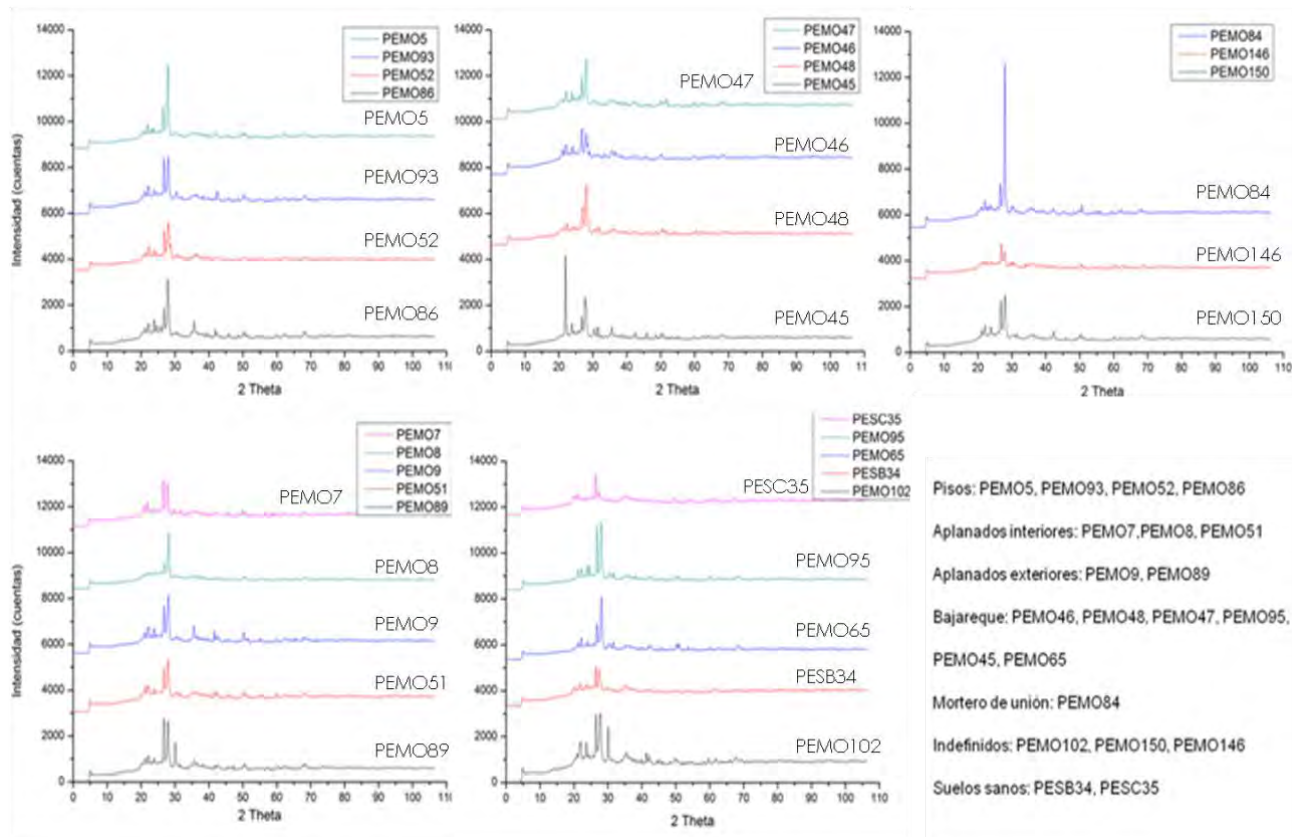 14000
12000
10000
8000
6000
4000
2000
0
Intensidad (cuentas)
PEMO5
PEMO93
PEMO52
PEMO86
PEMO5
PEMO93
PEMO52
PEMO86
0 10 20 30 40 50 60 70 80 90 100 110
2 Theta
14000
12000
10000
8000
6000
4000
2000
0
PEMO47
PEMO46
PEMO48
PEMO45
PEMO47
PEMO46
PEMO48
PEMO45
0 10 20 30 40 50 60 70 80 90 100 110
2 Theta
14000
12000
10000
8000
6000
4000
2000
0
PEMO84
PEMO146
PEMO150
PEMO84
PEMO146
PEMO150
0 10 20 30 40 50 60 70 80 90 100 110
2 Theta
14000
12000
10000
8000
6000
4000
2000
0
Intensidad (cuentas)
PEMO7
PEMO8
PEMO9
PEMO51
PEMO89
PEMO7
PEMO8
PEMO9
PEMO51
PEMO89
0 10 20 30 40 50 60 70 80 90 100 110
2 Theta
14000
12000
10000
8000
6000
4000
2000
0
PESC35
PEMO95
PEMO65
PESB34
PEMO102
PESC35
PEMO95
PEMO65
PESB34
PEMO102
0 10 20 30 40 50 60 70 80 90 100 110
2 Theta
Pisos: PEMO5, PEMO93, PEMO52, PEMO86
Aplanados interiores: PEMO7,PEMO8, PEMO51
Aplanados exteriores: PEMO9, PEMO89
Bajareque: PEMO46, PEMO48, PEMO47, PEMO95,
PEMO45, PEMO65
Mortero de unión: PEMO84
Indefinidos: PEMO102, PEMO150, PEMO146
Suelos sanos: PESB34, PESC35